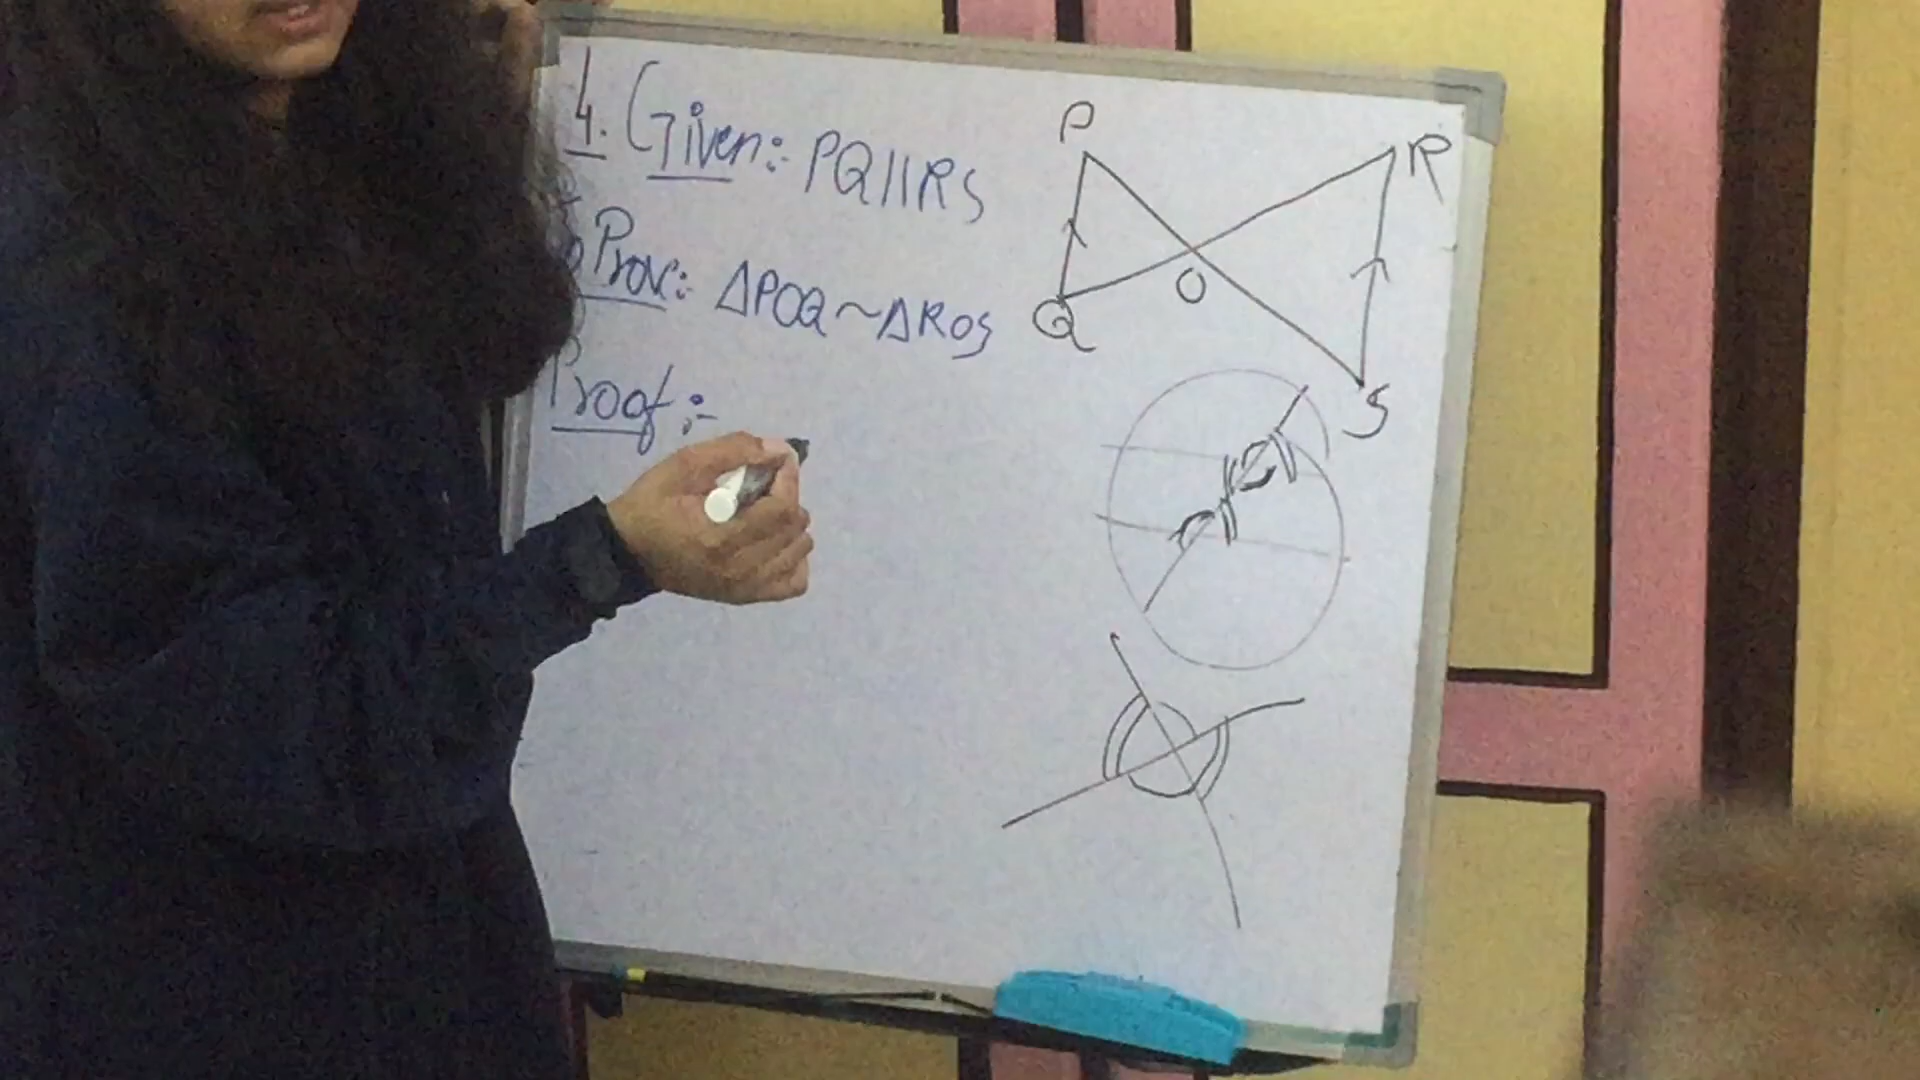 4. Given:- PQ||RS
Prove:- ΔPOQ ~ ΔROS
Proof:-
P
R
O
Q
S